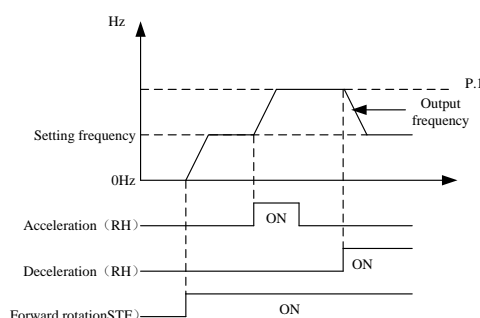 Hz
P.1
Output
frequency
Setting frequency
0Hz
Acceleration（RH）
ON
Deceleration（RH）
ON
Forward rotationSTF）
ON